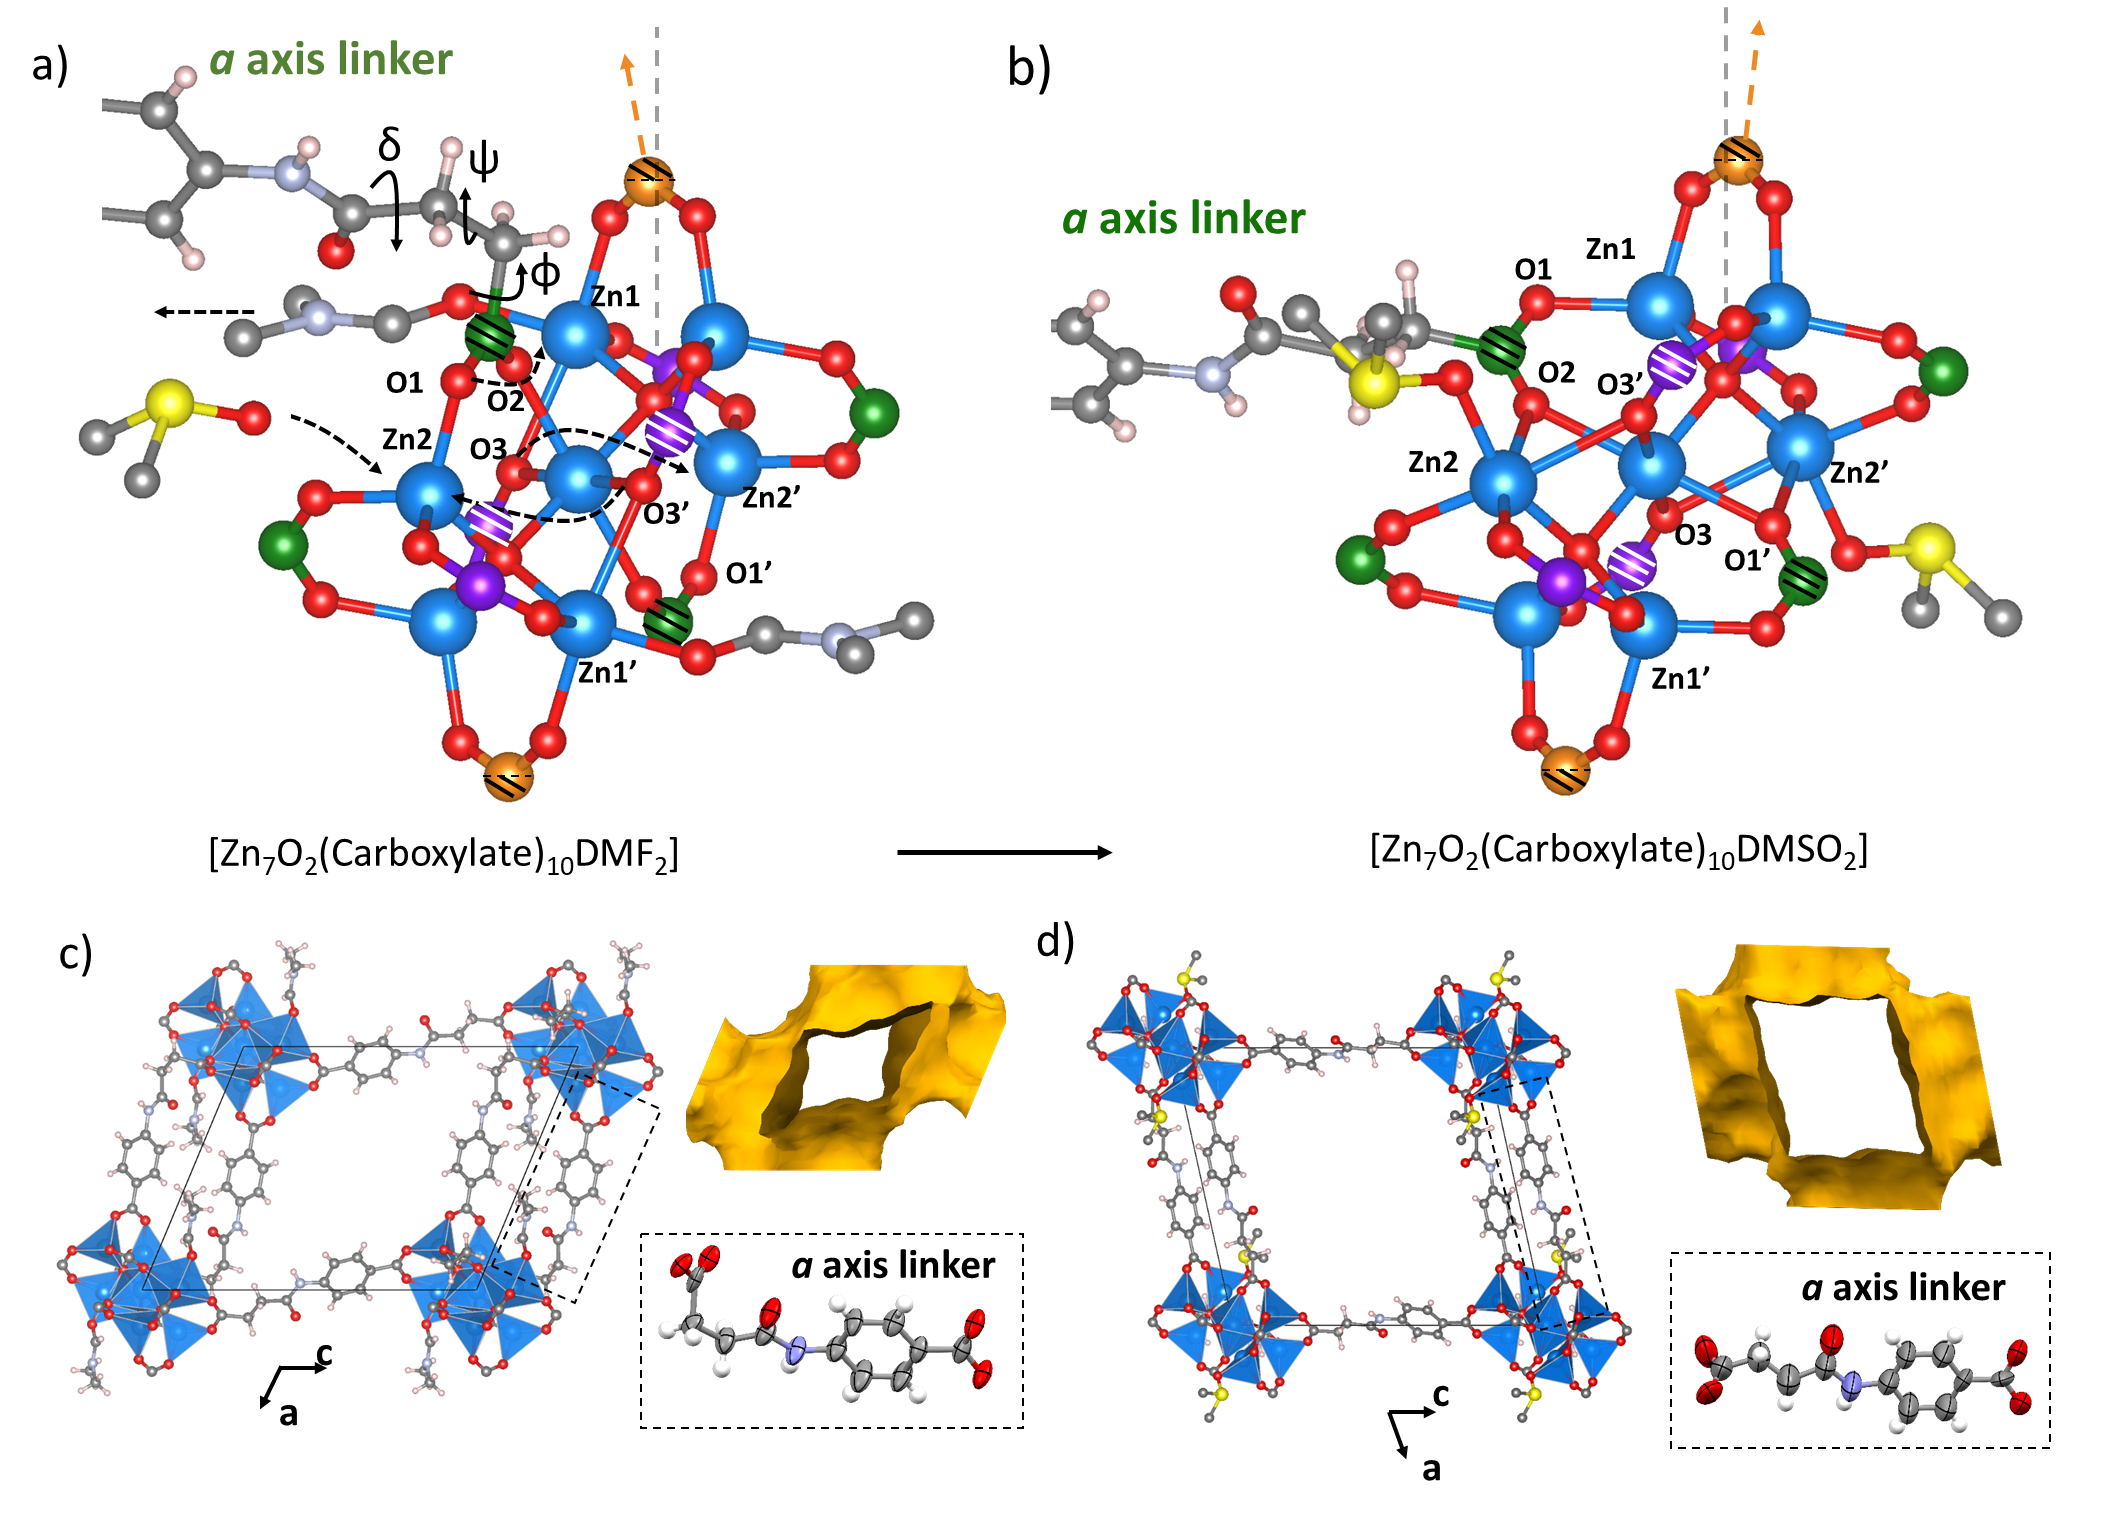 a)
a axis linker
δ
ψ
ϕ
Zn1
O1
O2
Zn2
O3
O3’
Zn2’
O1’
Zn1’
[Zn₇O₂(Carboxylate)₁₀DMF₂]
b)
a axis linker
Zn1
O1
O2
O3’
Zn2
Zn2’
O3
O1’
Zn1’
[Zn₇O₂(Carboxylate)₁₀DMSO₂]
c)
a axis linker
c
a
d)
a axis linker
c
a